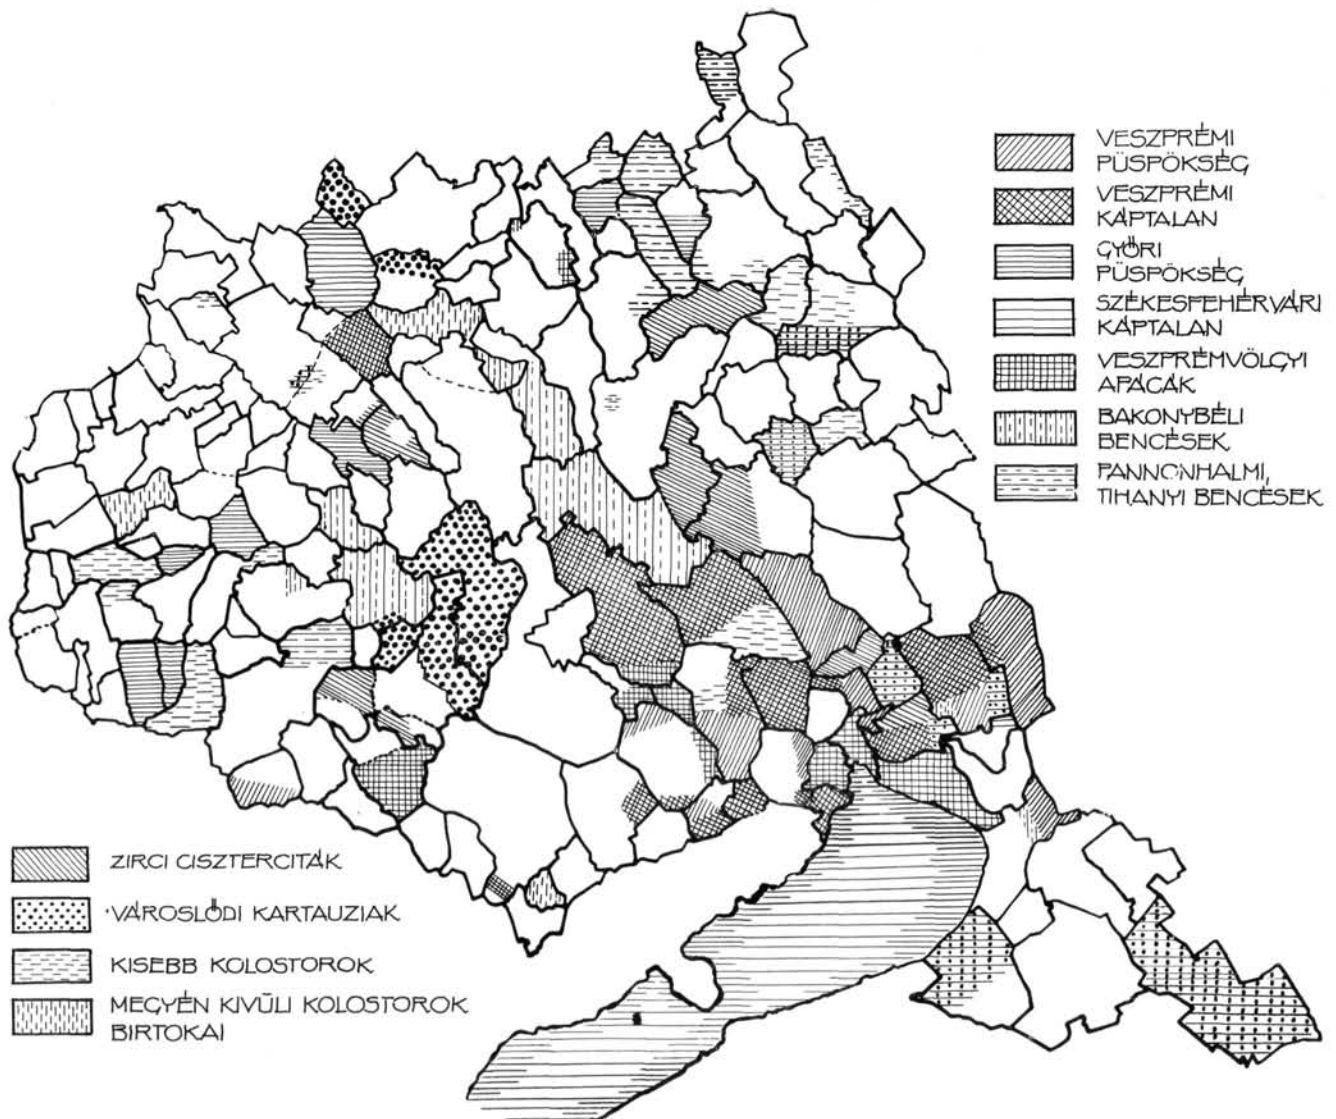 VESZPRÉMI
PÜSPÖKSÉG
VESZPRÉMI
KÁPTALAN
GYŐRI
PÜSPÖKSÉG
SZÉKESFEHÉRVÁRI
KÁPTALAN
VESZPRÉMVÖLGYI
APÁCÁK
BAKONYBÉLI
BENCÉSEK
PANNONHALMI,
TIHANYI BENCÉSEK
ZIRCI CISZTERCITÁK
VÁROSLŐDI KARTAUZIAK
KISEBB KOLOSTOROK
MEGYÉN KIVÜLI KOLOSTOROK
BIRTOKAI